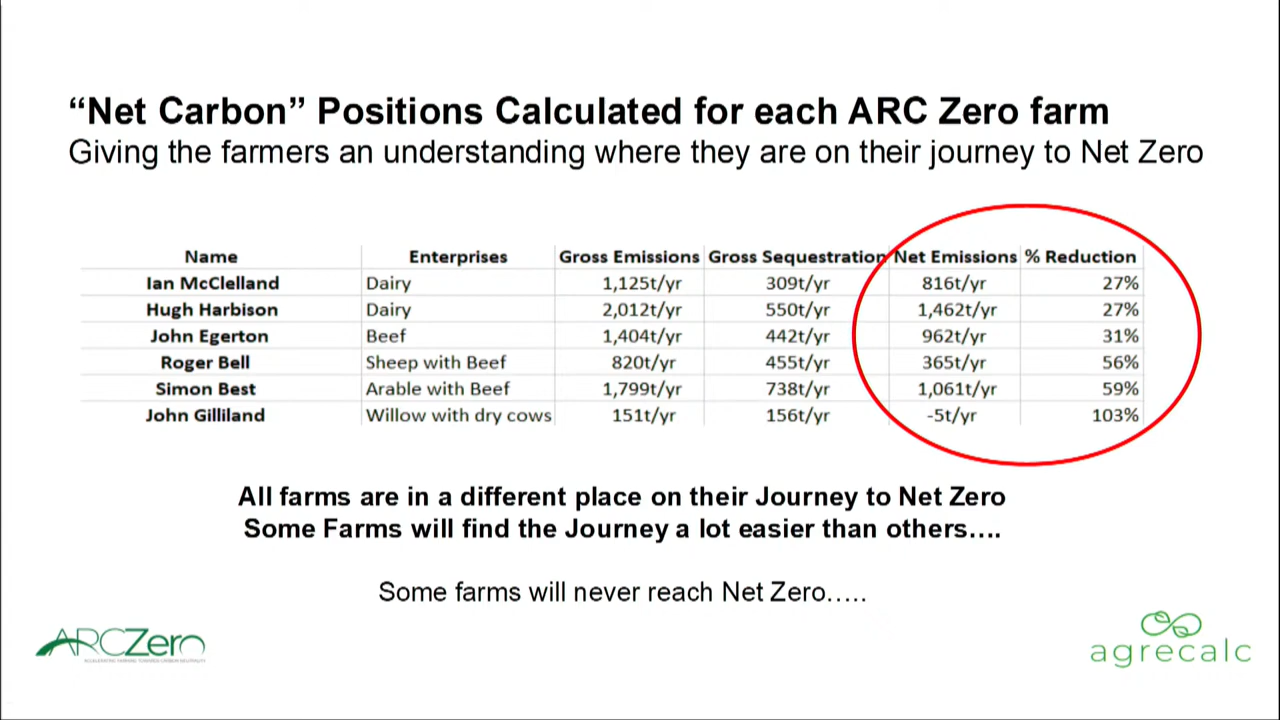 “Net Carbon” Positions Calculated for each ARC Zero farm
Giving the farmers an understanding where they are on their journey to Net Zero
Name Enterprises Gross Emissions Gross Sequestration Net Emissions % Reduction
Ian McClelland Dairy 1,125t/yr 309t/yr 816t/yr 27%
Hugh Harbison Dairy 2,012t/yr 550t/yr 1,462t/yr 27%
John Egerton Beef 1,404t/yr 442t/yr 962t/yr 31%
Roger Bell Sheep with Beef 820t/yr 455t/yr 365t/yr 56%
Simon Best Arable with Beef 1,799t/yr 738t/yr 1,061t/yr 59%
John Gilliland Willow with dry cows 151t/yr 156t/yr -5t/yr 103%
All farms are in a different place on their Journey to Net Zero
Some Farms will find the Journey a lot easier than others….
Some farms will never reach Net Zero…..
ARCZero
ACCELERATING FARMING TOWARDS CARBON NEUTRALITY
agrecalc